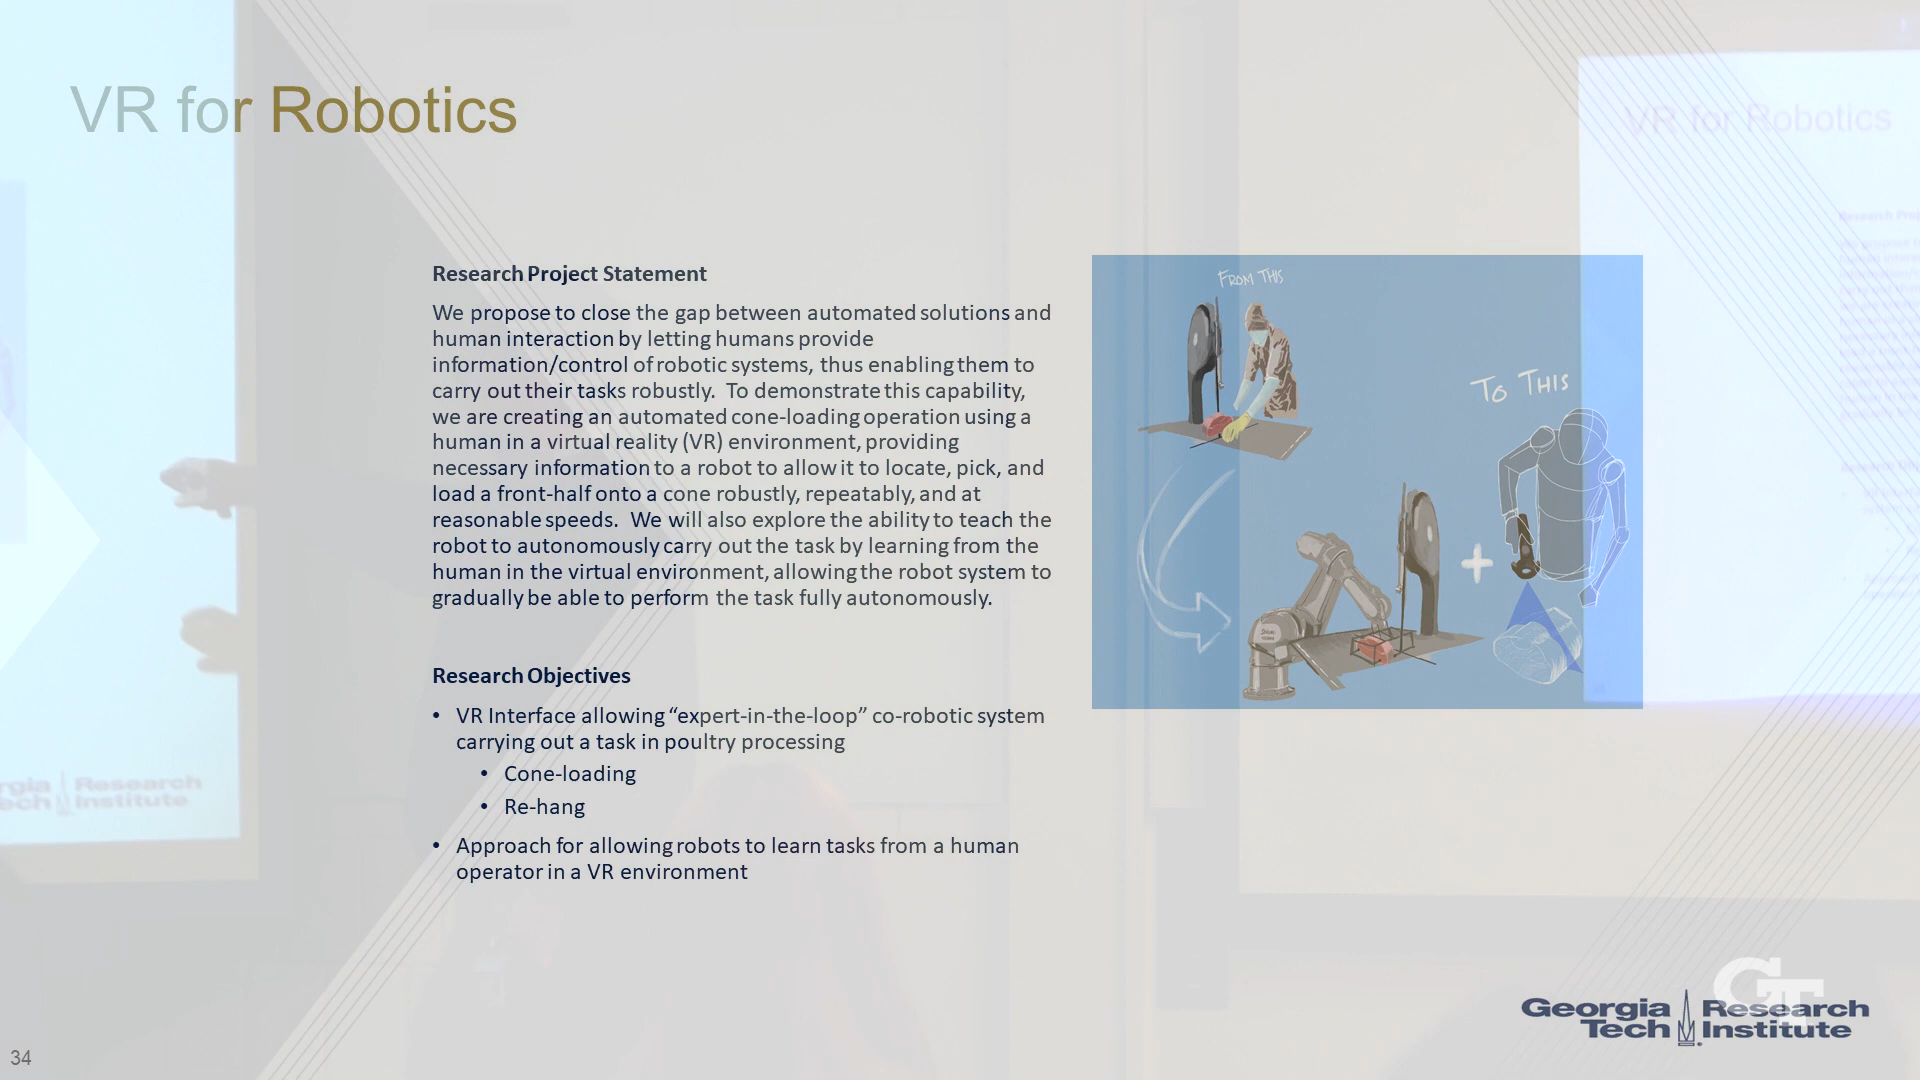 VR for Robotics
VR for Robotics
Research Project Statement
We propose to close the gap between automated solutions and
human interaction by letting humans provide
information/control of robotic systems, thus enabling them to
carry out their tasks robustly. To demonstrate this capability,
we are creating an automated cone-loading operation using a
human in a virtual reality (VR) environment, providing
necessary information to a robot to allow it to locate, pick, and
load a front-half onto a cone robustly, repeatably, and at
reasonable speeds. We will also explore the ability to teach the
robot to autonomously carry out the task by learning from the
human in the virtual environment, allowing the robot system to
gradually be able to perform the task fully autonomously.
Research Objectives
• VR Interface allowing “expert-in-the-loop” co-robotic system
carrying out a task in poultry processing
• Cone-loading
• Re-hang
• Approach for allowing robots to learn tasks from a human
operator in a VR environment
FROM THIS
TO THIS
+
rgia Research
ech Institute
GT
Georgia Research
Tech Institute
34